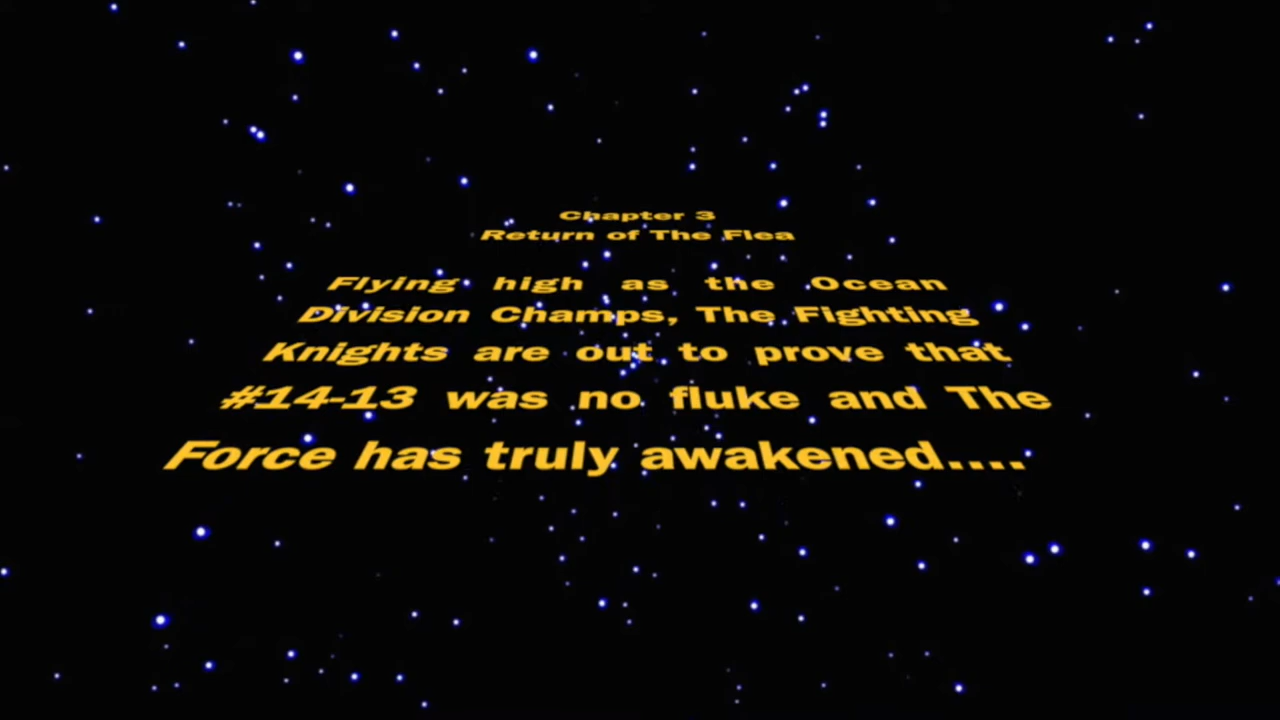 Chapter 3
Return of The Flea
Flying high as the Ocean
Division Champs, The Fighting
Knights are out to prove that
#14-13 was no fluke and The
Force has truly awakened....